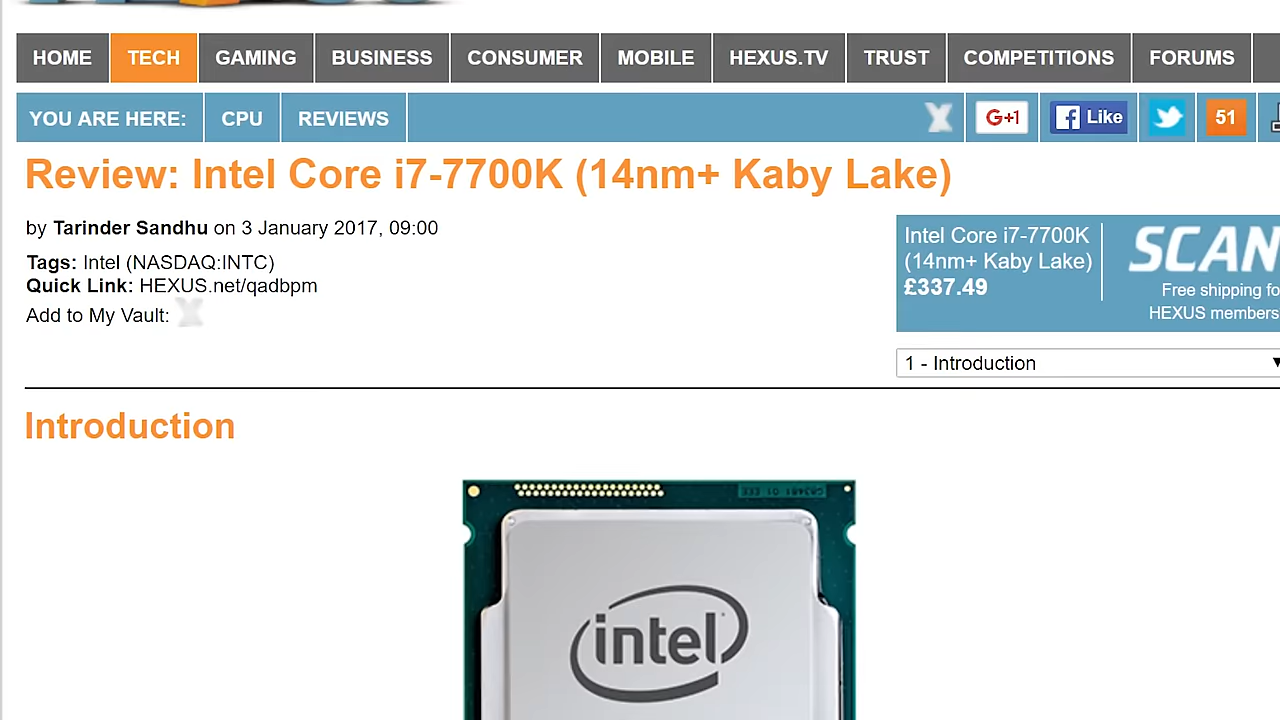 HOME TECH GAMING BUSINESS CONSUMER MOBILE HEXUS.TV TRUST COMPETITIONS FORUMS
YOU ARE HERE: CPU REVIEWS G+1 Like 51
Review: Intel Core i7-7700K (14nm+ Kaby Lake)
by Tarinder Sandhu on 3 January 2017, 09:00
Tags: Intel (NASDAQ:INTC)
Quick Link: HEXUS.net/qadbpm
Add to My Vault:
Intel Core i7-7700K
(14nm+ Kaby Lake)
£337.49
SCAN
Free shipping fo
HEXUS members
1 - Introduction
Introduction
intel